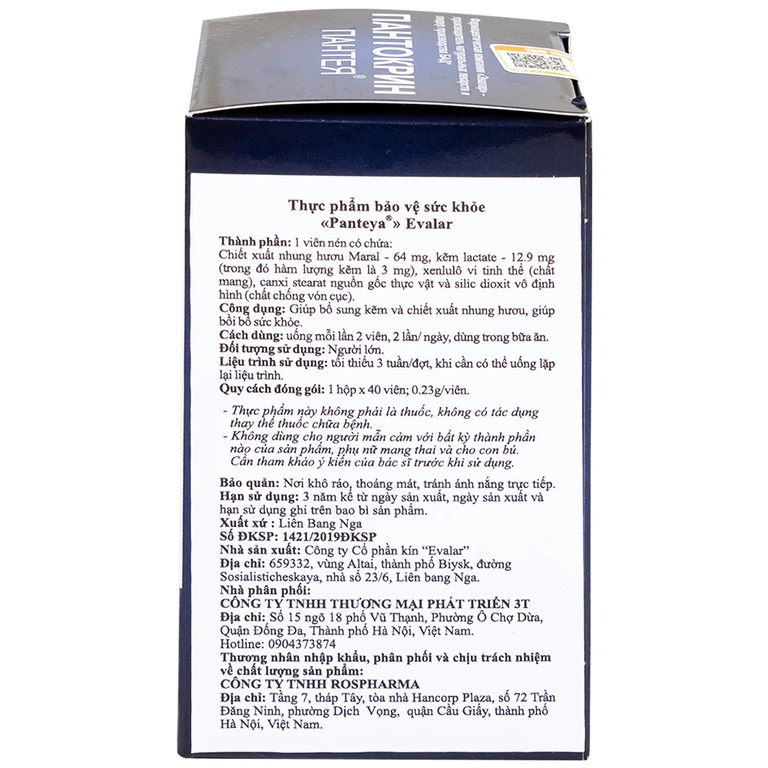 Фармацевтическая компания «Эвалар» -
производитель натуральных лекарств и
лидер производства БАД
ПАНТОКРИН
ПАНТЕЯ®
Thực phẩm bảo vệ sức khỏe
«Panteya®» Evalar
Thành phần: 1 viên nén có chứa:
Chiết xuất nhung hươu Maral - 64 mg, kẽm lactate - 12.9 mg
(trong đó hàm lượng kẽm là 3 mg), xenlulô vi tinh thể (chất
mang), canxi stearat nguồn gốc thực vật và silic dioxit vô định
hình (chất chống vón cục).
Công dụng: Giúp bổ sung kẽm và chiết xuất nhung hươu, giúp
bồi bổ sức khỏe.
Cách dùng: uống mỗi lần 2 viên, 2 lần/ ngày, dùng trong bữa ăn.
Đối tượng sử dụng: Người lớn.
Liệu trình sử dụng: tối thiểu 3 tuần/đợt, khi cần có thể uống lặp
lại liệu trình.
Quy cách đóng gói: 1 hộp x 40 viên; 0.23g/viên.
- Thực phẩm này không phải là thuốc, không có tác dụng
thay thế thuốc chữa bệnh.
- Không dùng cho người mẫn cảm với bất kỳ thành phần
nào của sản phẩm, phụ nữ mang thai và cho con bú.
Cần tham khảo ý kiến của bác sĩ trước khi sử dụng.
Bảo quản: Nơi khô ráo, thoáng mát, tránh ánh nắng trực tiếp.
Hạn sử dụng: 3 năm kể từ ngày sản xuất, ngày sản xuất và
hạn sử dụng ghi trên bao bì sản phẩm.
Xuất xứ : Liên Bang Nga
Số ĐKSP: 1421/2019ĐKSP
Nhà sản xuất: Công ty Cổ phần kín “Evalar”
Địa chỉ: 659332, vùng Altai, thành phố Biysk, đường
Sosialisticheskaya, nhà số 23/6, Liên bang Nga.
Nhà phân phối:
CÔNG TY TNHH THƯƠNG MẠI PHÁT TRIỂN 3T
Địa chỉ: Số 15 ngõ 18 phố Vũ Thạnh, Phường Ô Chợ Dừa,
Quận Đống Đa, Thành phố Hà Nội, Việt Nam.
Hotline: 0904373874
Thương nhân nhập khẩu, phân phối và chịu trách nhiệm
về chất lượng sản phẩm:
CÔNG TY TNHH ROSPHARMA
Địa chỉ: Tầng 7, tháp Tây, tòa nhà Hancorp Plaza, số 72 Trần
Đăng Ninh, phường Dịch Vọng, quận Cầu Giấy, thành phố
Hà Nội, Việt Nam.